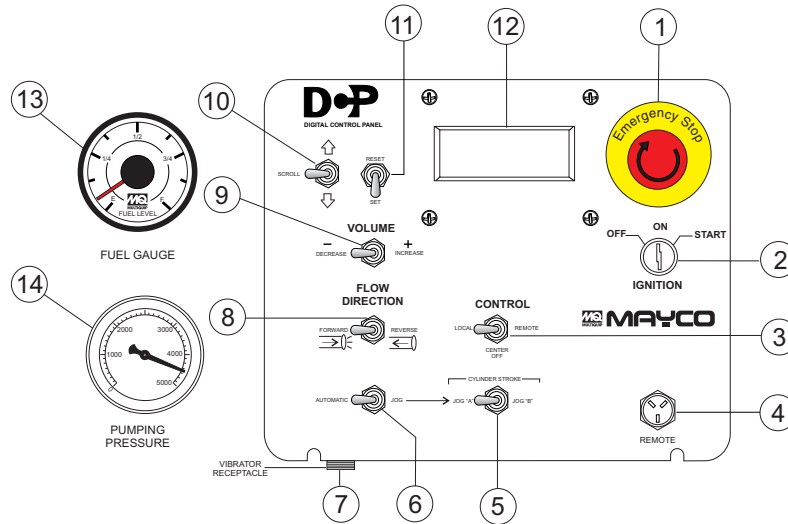 11
12
1
13
10
D●P
DIGITAL CONTROL PANEL
Emergency Stop
1/2
1/4
3/4
E
F
MQ
MULTIQUIP
FUEL LEVEL
FUEL GAUGE
SCROLL
RESET
SET
9
VOLUME
–
+
DECREASE
INCREASE
ON
OFF
START
IGNITION
2
14
8
FLOW
DIRECTION
FORWARD
REVERSE
CONTROL
LOCAL
REMOTE
CENTER
OFF
MQ
MULTIQUIP
MAYCO
3
2000
3000
1000
4000
0
5000
PUMPING
PRESSURE
AUTOMATIC
JOG
CYLINDER STROKE
JOG "A"
JOG "B"
REMOTE
4
VIBRATOR
RECEPTACLE
7
6
5